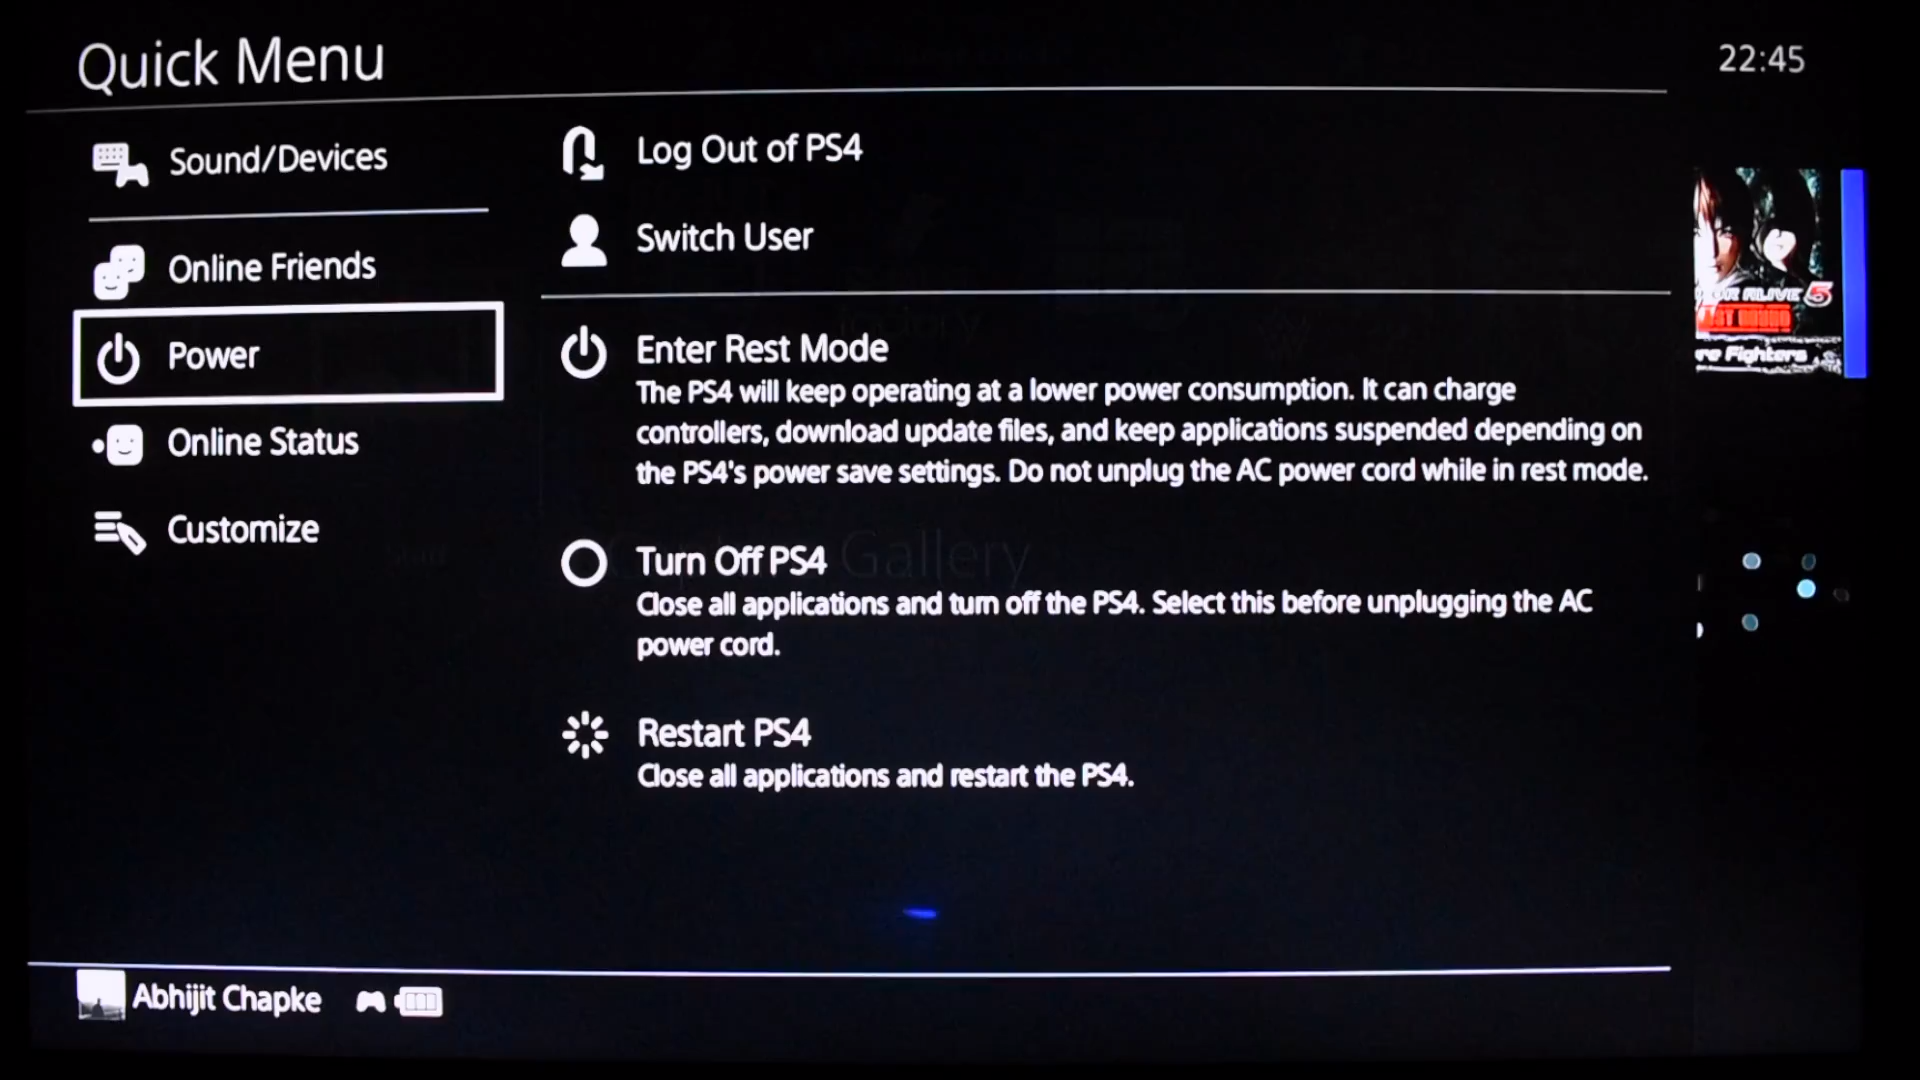 Quick Menu
22:45
Sound/Devices
Online Friends
Power
Online Status
Customize
Log Out of PS4
Switch User
Enter Rest Mode
The PS4 will keep operating at a lower power consumption. It can charge
controllers, download update files, and keep applications suspended depending on
the PS4's power save settings. Do not unplug the AC power cord while in rest mode.
Turn Off PS4
Gallery
Close all applications and turn off the PS4. Select this before unplugging the AC
power cord.
Restart PS4
Close all applications and restart the PS4.
ALIVE 5
Fighters
Abhijit Chapke